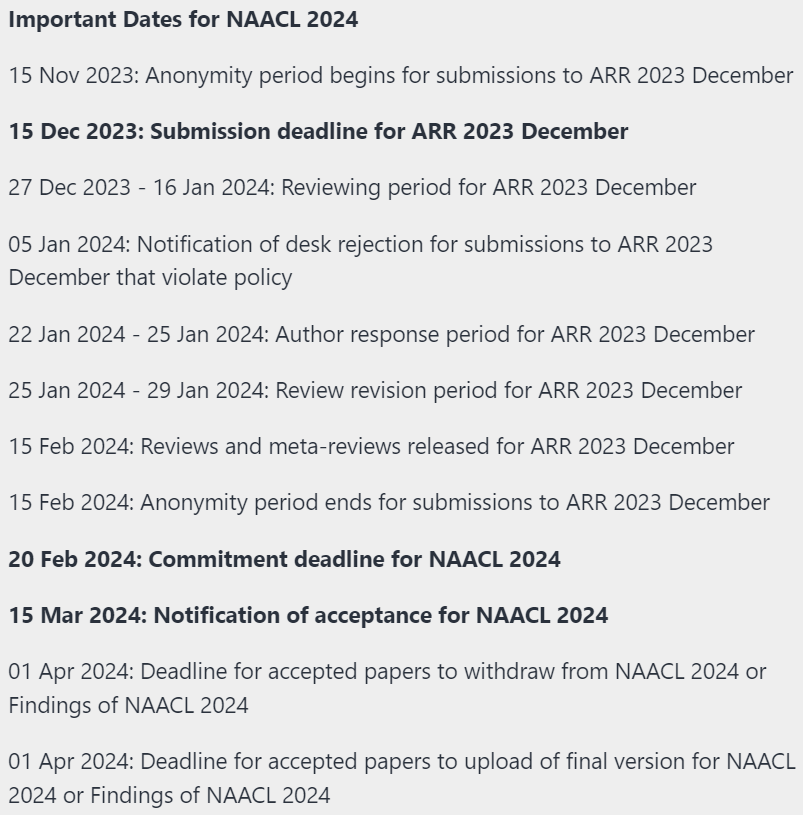 Important Dates for NAACL 2024
15 Nov 2023: Anonymity period begins for submissions to ARR 2023 December
15 Dec 2023: Submission deadline for ARR 2023 December
27 Dec 2023 - 16 Jan 2024: Reviewing period for ARR 2023 December
05 Jan 2024: Notification of desk rejection for submissions to ARR 2023
December that violate policy
22 Jan 2024 - 25 Jan 2024: Author response period for ARR 2023 December
25 Jan 2024 - 29 Jan 2024: Review revision period for ARR 2023 December
15 Feb 2024: Reviews and meta-reviews released for ARR 2023 December
15 Feb 2024: Anonymity period ends for submissions to ARR 2023 December
20 Feb 2024: Commitment deadline for NAACL 2024
15 Mar 2024: Notification of acceptance for NAACL 2024
01 Apr 2024: Deadline for accepted papers to withdraw from NAACL 2024 or
Findings of NAACL 2024
01 Apr 2024: Deadline for accepted papers to upload of final version for NAACL
2024 or Findings of NAACL 2024